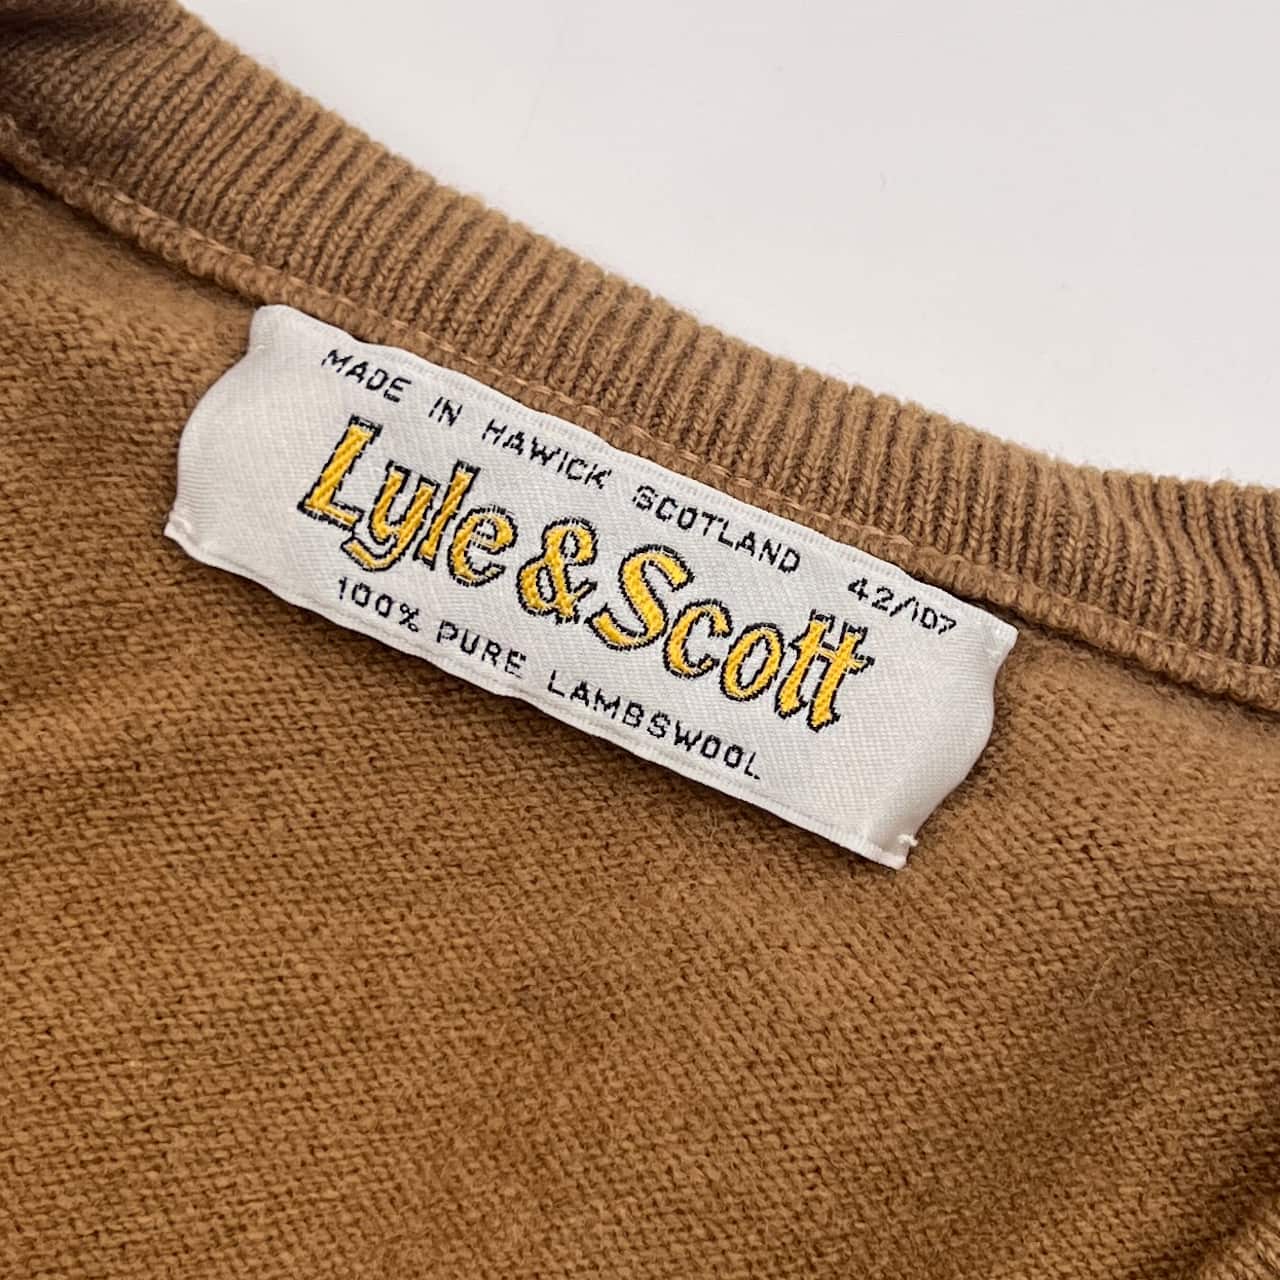 MADE IN HAWICK SCOTLAND 42/107
Lyle & Scott
100% PURE LAMBSWOOL